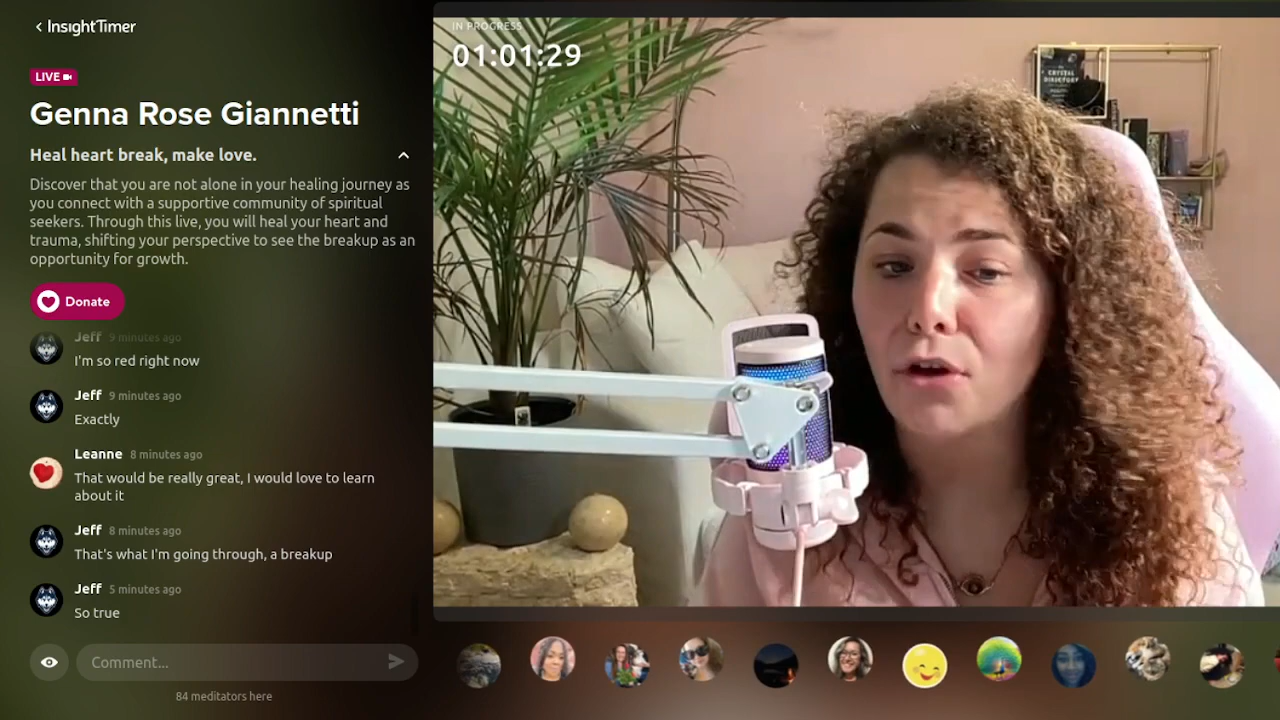 InsightTimer
LIVE
Genna Rose Giannetti
Heal heart break, make love.
Discover that you are not alone in your healing journey as
you connect with a supportive community of spiritual
seekers. Through this live, you will heal your heart and
trauma, shifting your perspective to see the breakup as an
opportunity for growth.
Donate
Jeff 9 minutes ago
I'm so red right now
Jeff 9 minutes ago
Exactly
Leanne 8 minutes ago
That would be really great, I would love to learn
about it
Jeff 8 minutes ago
That's what I'm going through, a breakup
Jeff 5 minutes ago
So true
Comment...
84 meditators here
IN PROGRESS
01:01:29
CRYSTAL
DIRECTORY